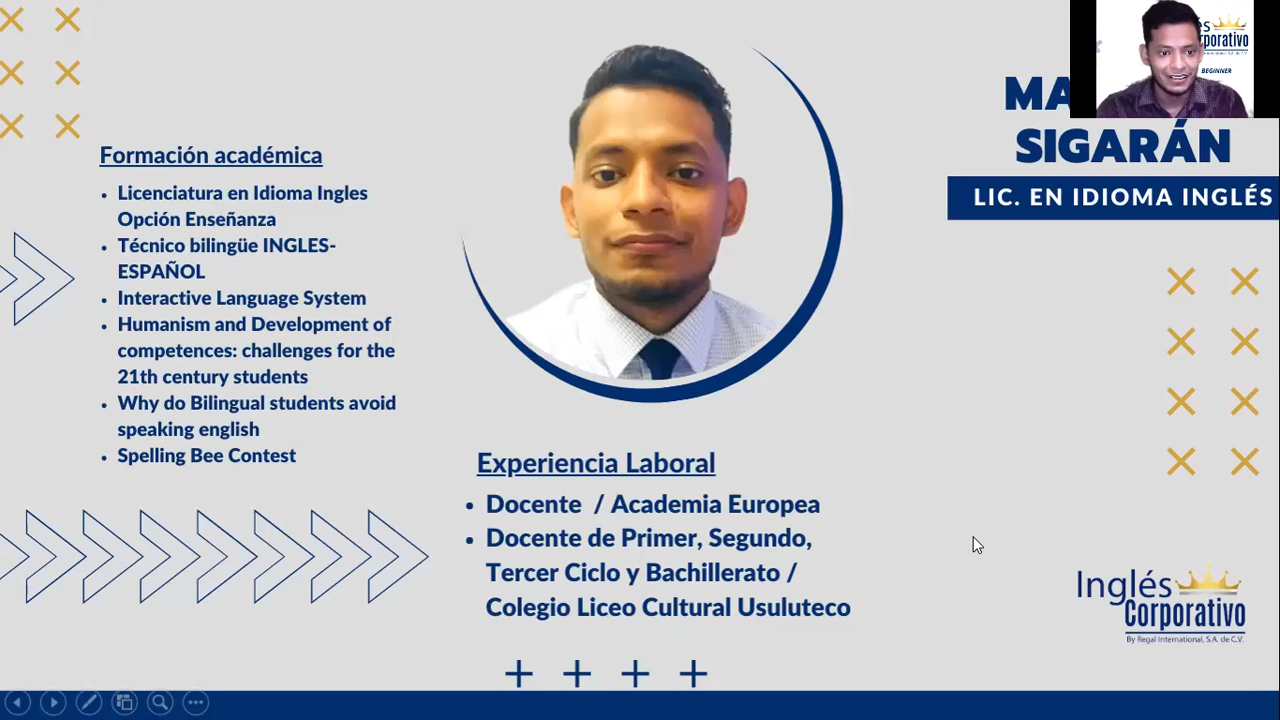 Formación académica
Licenciatura en Idioma Ingles
Opción Enseñanza
Técnico bilingüe INGLES-
ESPAÑOL
Interactive Language System
Humanism and Development of
competences: challenges for the
21th century students
Why do Bilingual students avoid
speaking english
Spelling Bee Contest
Experiencia Laboral
Docente / Academia Europea
Docente de Primer, Segundo,
Tercer Ciclo y Bachillerato /
Colegio Liceo Cultural Usuluteco
BEGINNER
SIGARÁN
LIC. EN IDIOMA INGLÉS
Inglés
Corporativo
By Regal International, S.A. de C.V.